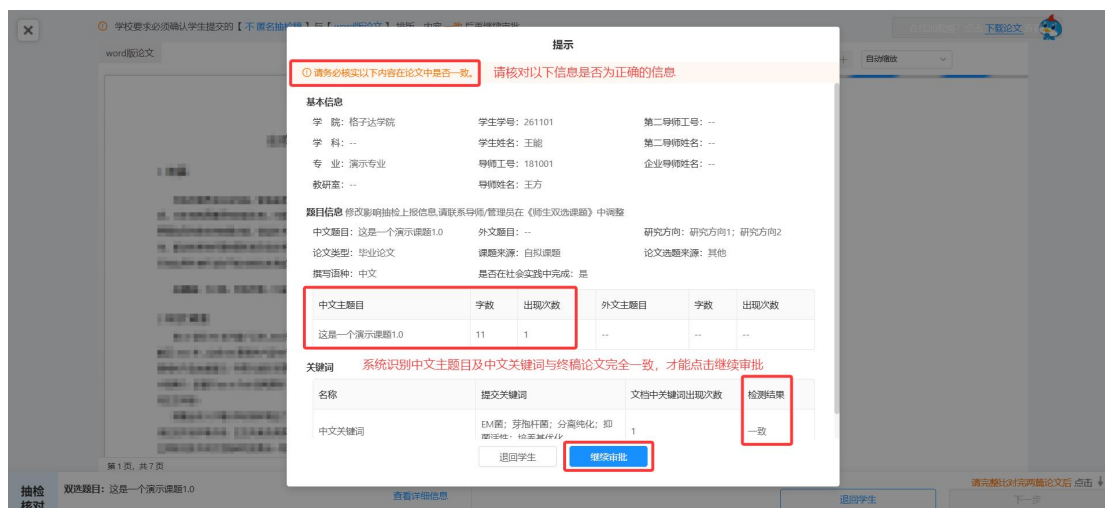 学校要求必须确认学生提交的【
word版论文
下载论文
自动缩放
提示
请务必核实以下内容在论文中是否一致。
请核对以下信息是否为正确的信息
基本信息
学 院：格子达学院 学生学号：261101 第二导师工号：--
学 科：-- 学生姓名：王能 第二导师姓名：--
专 业：演示专业 导师工号：181001 企业导师姓名：--
教研室：-- 导师姓名：王方
题目信息 修改影响抽检上报信息,请联系导师/管理员在《师生双选课题》中调整
中文题目：这是一个演示课题1.0 外文题目：-- 研究方向：研究方向1；研究方向2
论文类型：毕业论文 课题来源：自拟课题 论文选题来源：其他
撰写语种：中文 是否在社会实践中完成：是
中文主题目 字数 出现次数 外文主题目 字数 出现次数
这是一个演示课题1.0 11 1 -- -- --
关键词 系统识别中文主题目及中文关键词与终稿论文完全一致，才能点击继续审批
名称 提交关键词 文档中关键词出现次数 检测结果
中文关键词 EM菌；芽孢杆菌；分离纯化；抑 1 一致
菌活性；培养基优化
退回学生 继续审批
第1页，共7页
抽检核对
双选题目：这是一个演示课题1.0
查看详细信息
请完整比对完两篇论文后 点击
退回学生 下一步